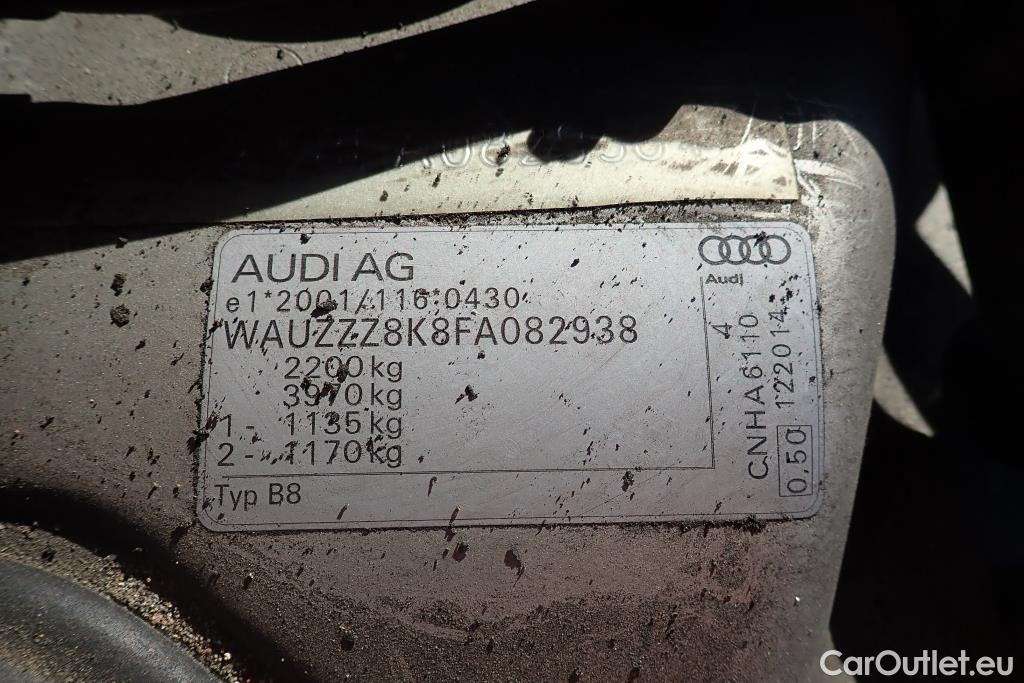 AUDI AG
Audi
e1*2001/116*0430
WAUZZZ8K8FA082938
2200 kg
3970 kg
1 - 1135 kg
2 - 1170 kg
Typ B8
4
CNHA6110
0,50 122014
CarOutlet.eu